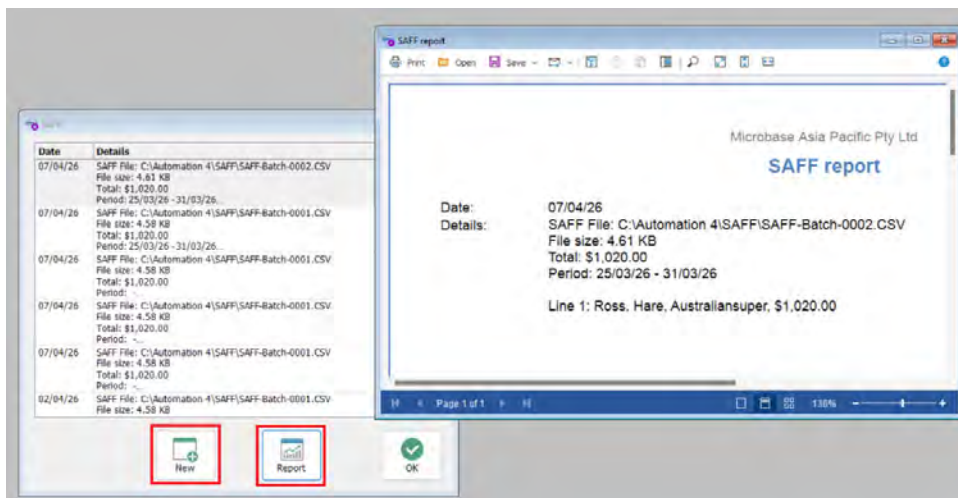 SAFF report
Print Open Save
Microbase Asia Pacific Pty Ltd
SAFF report
Date: 07/04/26
Details: SAFF File: C:\Automation 4\SAFF\SAFF-Batch-0002.CSV
File size: 4.61 KB
Total: $1,020.00
Period: 25/03/26 - 31/03/26
Line 1: Ross, Hare, Australiansuper, $1,020.00
Page 1 of 1 136%
Date Details
07/04/26 SAFF File: C:\Automation 4\SAFF\SAFF-Batch-0002.CSV
File size: 4.61 KB
Total: $1,020.00
Period: 25/03/26 - 31/03/26...
07/04/26 SAFF File: C:\Automation 4\SAFF\SAFF-Batch-0001.CSV
File size: 4.58 KB
Total: $1,020.00
Period: 25/03/26 - 31/03/26...
07/04/26 SAFF File: C:\Automation 4\SAFF\SAFF-Batch-0001.CSV
File size: 4.58 KB
Total: $1,020.00
Period: -...
07/04/26 SAFF File: C:\Automation 4\SAFF\SAFF-Batch-0001.CSV
File size: 4.58 KB
Total: $1,020.00
Period: -...
07/04/26 SAFF File: C:\Automation 4\SAFF\SAFF-Batch-0001.CSV
File size: 4.58 KB
Total: $1,020.00
Period: -...
02/04/26 SAFF File: C:\Automation 4\SAFF\SAFF-Batch-0001.CSV
File size: 4.58 KB
New Report OK